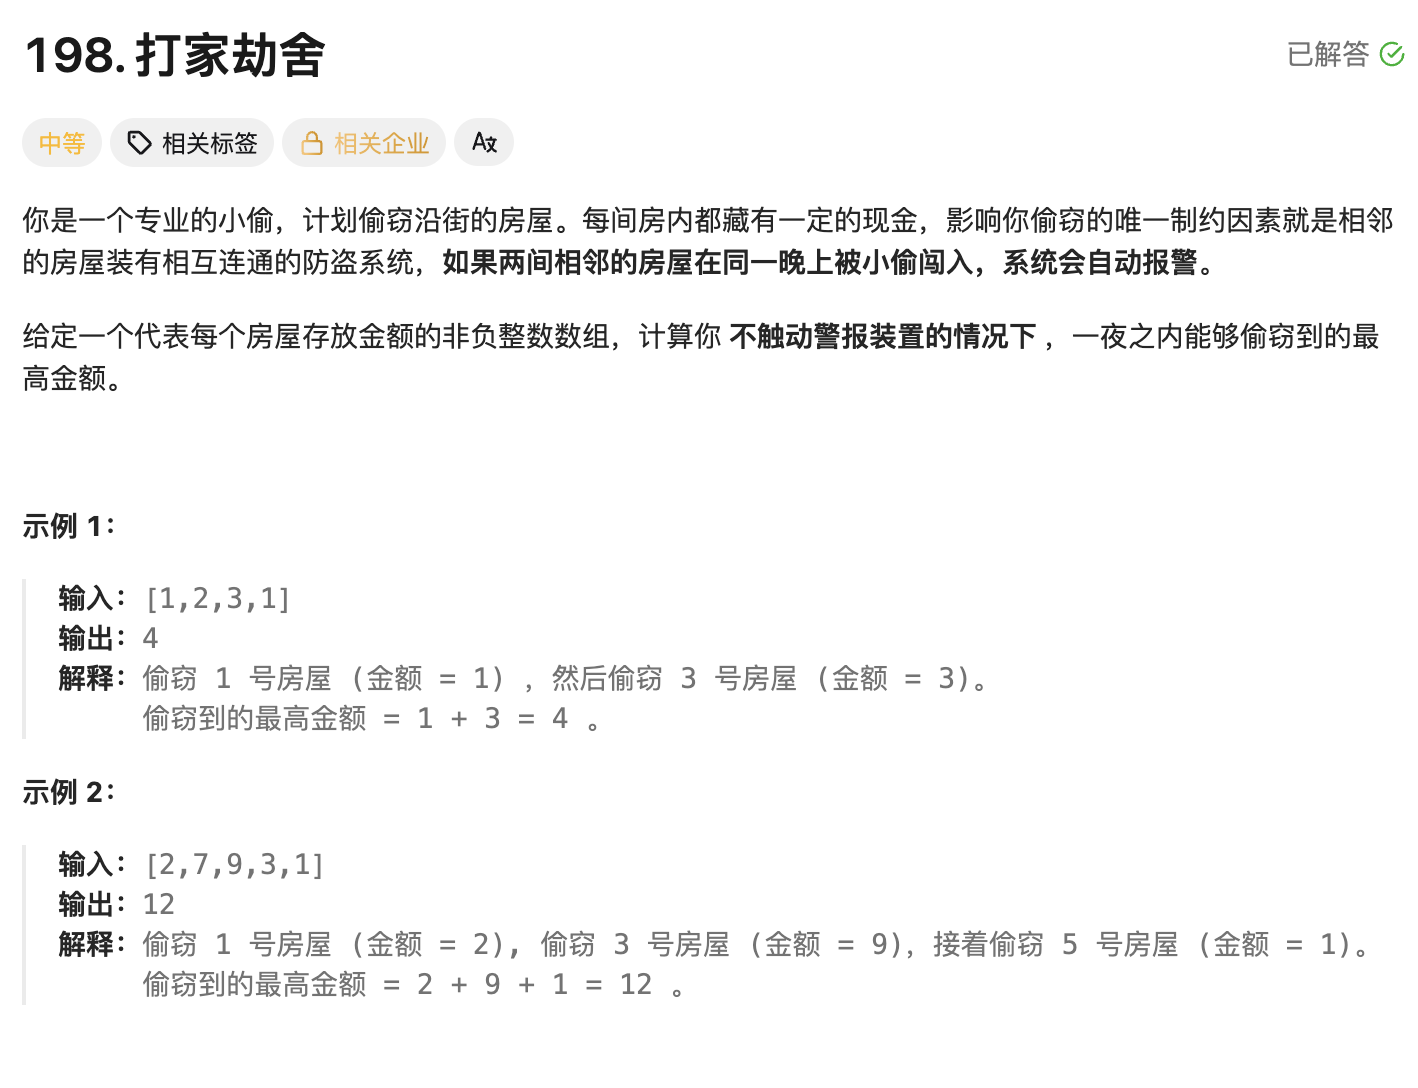 198. 打家劫舍
已解答
中等
相关标签
相关企业
你是一个专业的小偷，计划偷窃沿街的房屋。每间房内都藏有一定的现金，影响你偷窃的唯一制约因素就是相邻
的房屋装有相互连通的防盗系统，如果两间相邻的房屋在同一晚上被小偷闯入，系统会自动报警。
给定一个代表每个房屋存放金额的非负整数数组，计算你 不触动警报装置的情况下 ，一夜之内能够偷窃到的最
高金额。
示例 1：
输入：[1,2,3,1]
输出：4
解释：偷窃 1 号房屋 (金额 = 1) ，然后偷窃 3 号房屋 (金额 = 3)。
偷窃到的最高金额 = 1 + 3 = 4 。
示例 2：
输入：[2,7,9,3,1]
输出：12
解释：偷窃 1 号房屋 (金额 = 2), 偷窃 3 号房屋 (金额 = 9)，接着偷窃 5 号房屋 (金额 = 1)。
偷窃到的最高金额 = 2 + 9 + 1 = 12 。